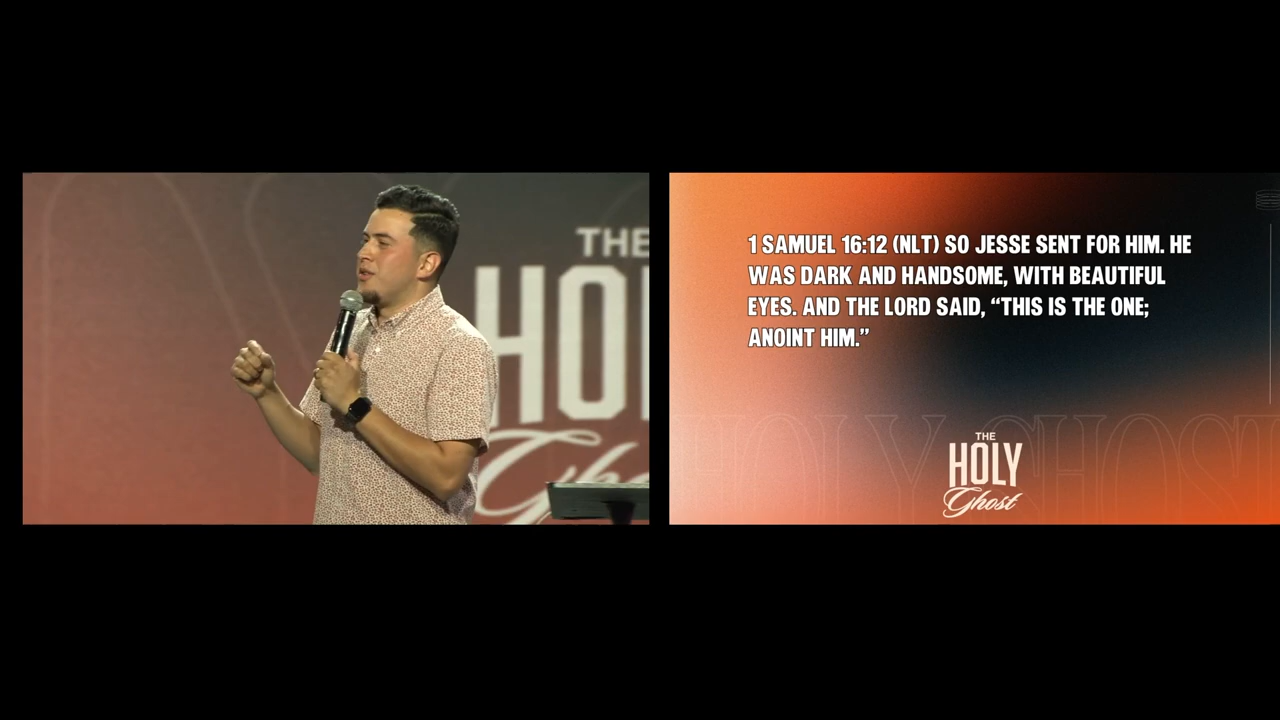 THE
HO
Gho
1 SAMUEL 16:12 (NLT) SO JESSE SENT FOR HIM. HE
WAS DARK AND HANDSOME, WITH BEAUTIFUL
EYES. AND THE LORD SAID, “THIS IS THE ONE;
ANOINT HIM.”
HOLY GHOST
THE
HOLY
Ghost